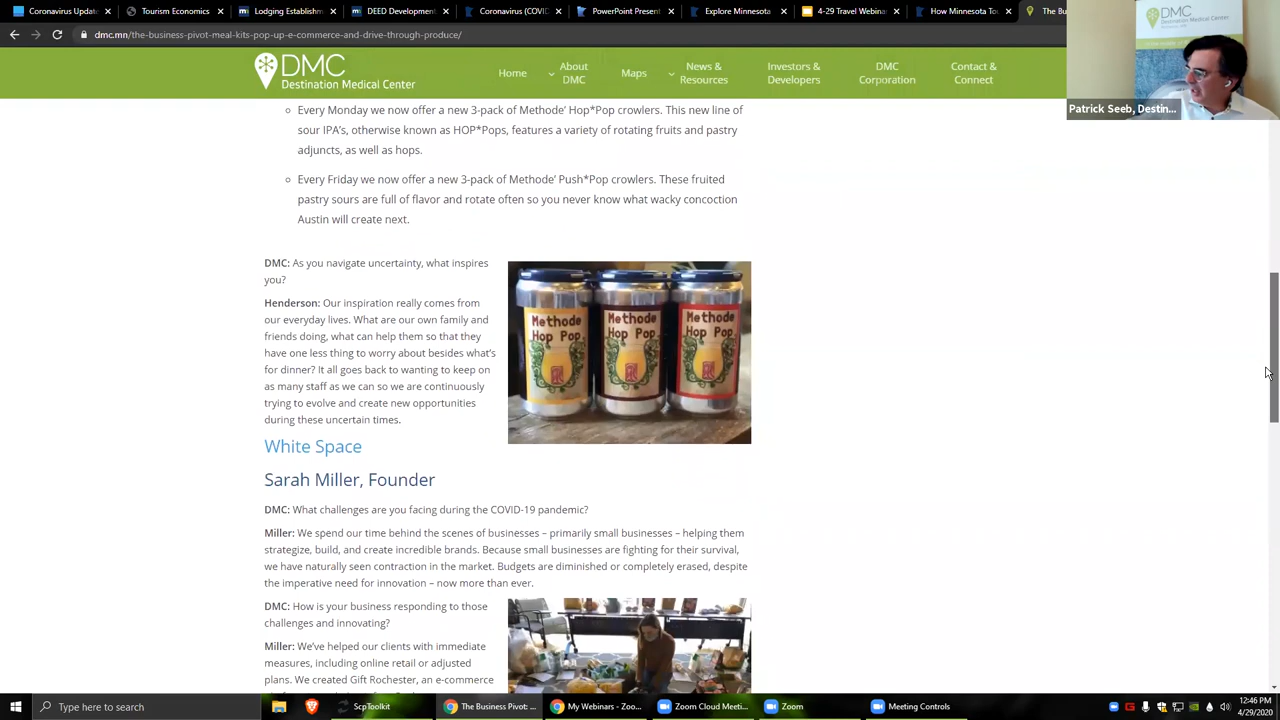 Coronavirus Update
Tourism Economics
Lodging Industry S
Minnesota Develop
Coronavirus (COVI
4-29 Travel Webina
How Minnesota To
The Bu
dmc.mn/the-business-pivot-meal-kits-pop-up-e-commerce-and-drive-through-produce/
DMC
Destination Medical Center
Home
About
DMC
Maps
News &
Resources
Investors &
Developers
DMC
Corporation
Contact &
Connect
DMC
Destination Medical Center
Patrick Seeb, Destin...
Every Monday we now offer a new 3-pack of Methode' Hop*Pop crowlers. This new line of
sour IPA's, otherwise known as HOP*Pops, features a variety of rotating fruits and pastry
adjuncts, as well as hops.
Every Friday we now offer a new 3-pack of Methode' Push*Pop crowlers. These fruited
pastry sours are full of flavor and rotate often so you never know what wacky concoction
Austin will create next.
DMC: As you navigate uncertainty, what inspires
you?
Henderson: Our inspiration really comes from
our everyday lives. What are our own family and
friends doing, what can help them so that they
have one less thing to worry about besides what's
for dinner? It all goes back to wanting to keep on
as many staff as we can so we are continuously
trying to evolve and create new opportunities
during these uncertain times.
Methode
Hop Pop
Methode
Hop Pop
Methode
Hop Pop
White Space
Sarah Miller, Founder
DMC: What challenges are you facing during the COVID-19 pandemic?
Miller: We spend our time behind the scenes of businesses – primarily small businesses – helping them
strategize, build, and create incredible brands. Because small businesses are fighting for their survival,
we have naturally seen contraction in the market. Budgets are diminished or completely erased, despite
the imperative need for innovation – now more than ever.
DMC: How is your business responding to those
challenges and innovating?
Miller: We've helped our clients with immediate
measures, including online retail or adjusted
plans. We created Gift Rochester, an e-commerce
Type here to search
ScpToolkit
The Business Pivot: ...
My Webinars - Zoo...
Zoom Cloud Meeti...
Zoom
Meeting Controls
12:46 PM
4/29/2020